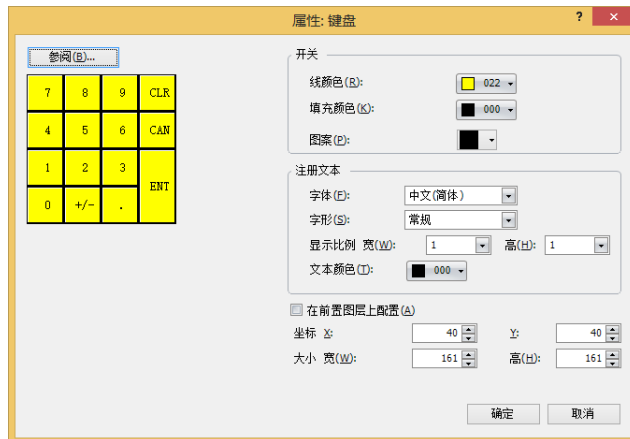 属性: 键盘
? ×
参阅(B)...
7 8 9 CLR
4 5 6 CAN
1 2 3
ENT
0 +/- .
开关
线颜色(R): 022
填充颜色(K): 000
图案(P):
注册文本
字体(F): 中文(简体)
字形(S): 常规
显示比例 宽(W): 1 高(H): 1
文本颜色(T): 000
在前置图层上配置(A)
坐标 X: 40 Y: 40
大小 宽(W): 161 高(H): 161
确定 取消